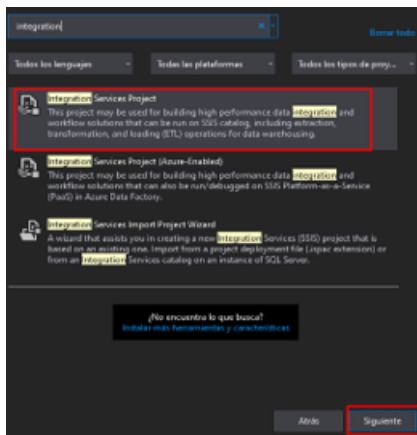 integration
Borrar todo
Todos los lenguajes
Todas las plataformas
Todos los tipos de proy...
Integration Services Project
This project may be used for building high performance data integration and
workflow solutions that can be run on SSIS catalog, including extraction,
transformation, and loading (ETL) operations for data warehousing.
Integration Services Project (Azure-Enabled)
This project may be used for building high performance data integration and
workflow solutions that can also be run/debugged on SSIS Platform-as-a-Service
(PaaS) in Azure Data Factory.
Integration Services Import Project Wizard
A wizard that assists you in creating a new Integration Services (SSIS) project that is
based on an existing one. Import from a project deployment file (.ispac extension) or
from an Integration Services catalog on an instance of SQL Server.
¿No encuentra lo que busca?
Instalar más herramientas y características
Atrás
Siguiente